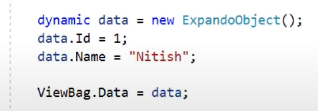 dynamic data = new ExpandoObject();
data.Id = 1;
data.Name = "Nitish";
ViewBag.Data = data;